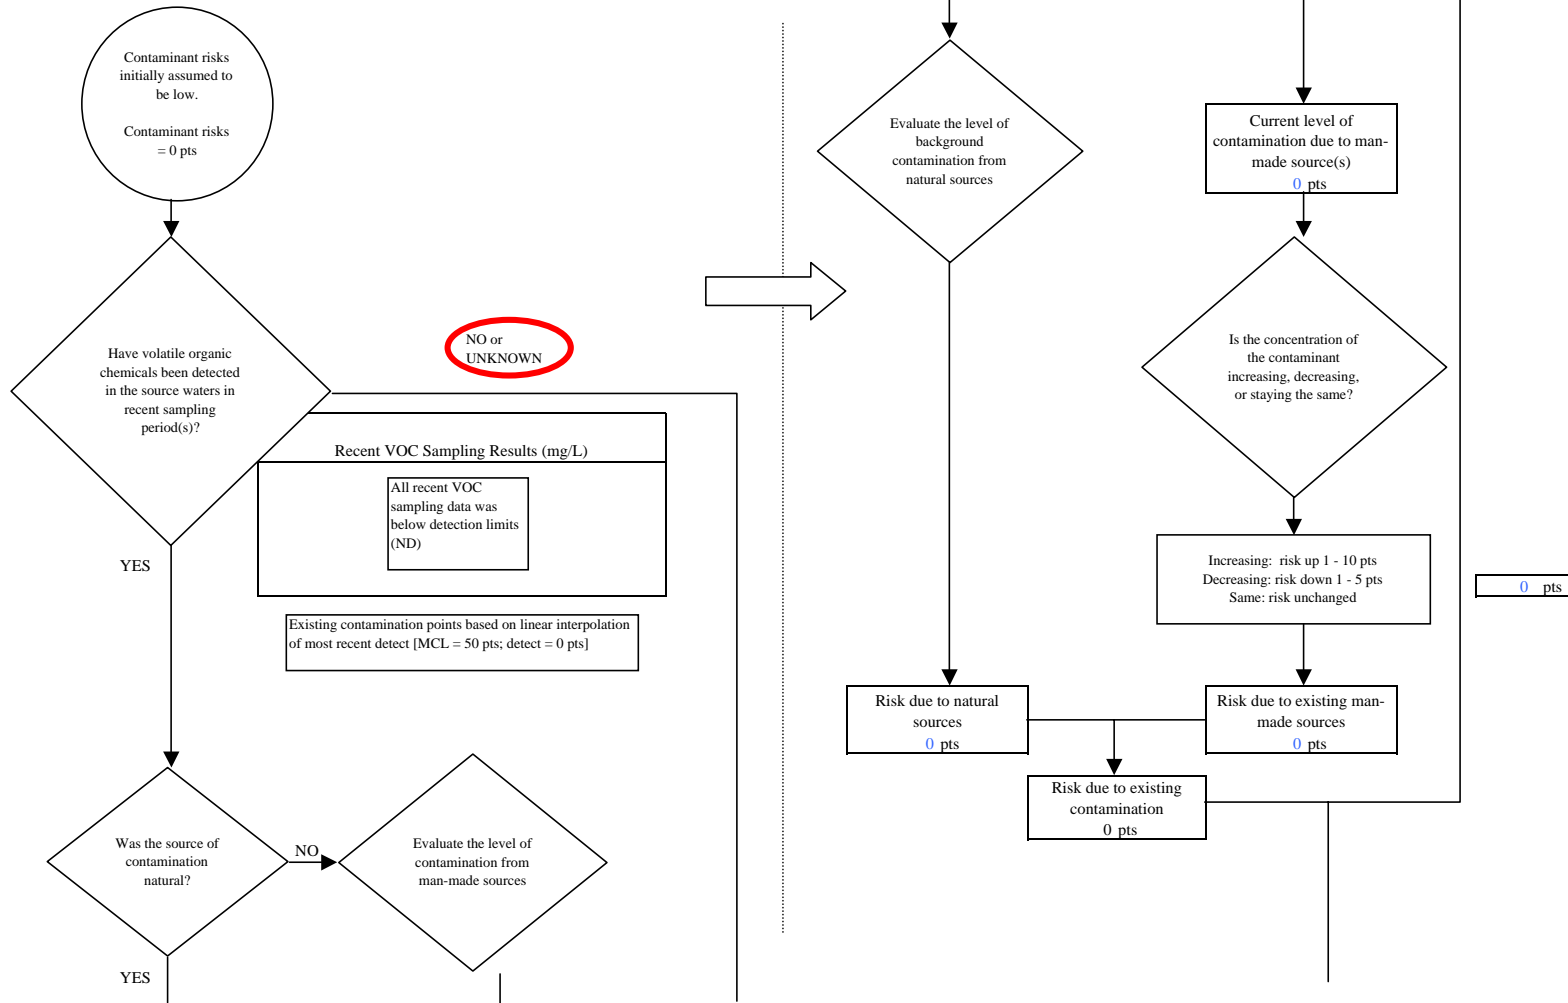 Contaminant risks
initially assumed to
be low.
Contaminant risks
= 0 pts
Have volatile organic
chemicals been detected
in the source waters in
recent sampling
period(s)?
NO or
UNKNOWN
Recent VOC Sampling Results (mg/L)
All recent VOC
sampling data was
below detection limits
(ND)
YES
Existing contamination points based on linear interpolation
of most recent detect [MCL = 50 pts; detect = 0 pts]
Was the source of
contamination
natural?
NO
Evaluate the level of
contamination from
man-made sources
YES
Evaluate the level of
background
contamination from
natural sources
Current level of
contamination due to man-
made source(s)
0 pts
Is the concentration of
the contaminant
increasing, decreasing,
or staying the same?
Increasing: risk up 1 - 10 pts
Decreasing: risk down 1 - 5 pts
Same: risk unchanged
0 pts
Risk due to natural
sources
0 pts
Risk due to existing man-
made sources
0 pts
Risk due to existing
contamination
0 pts